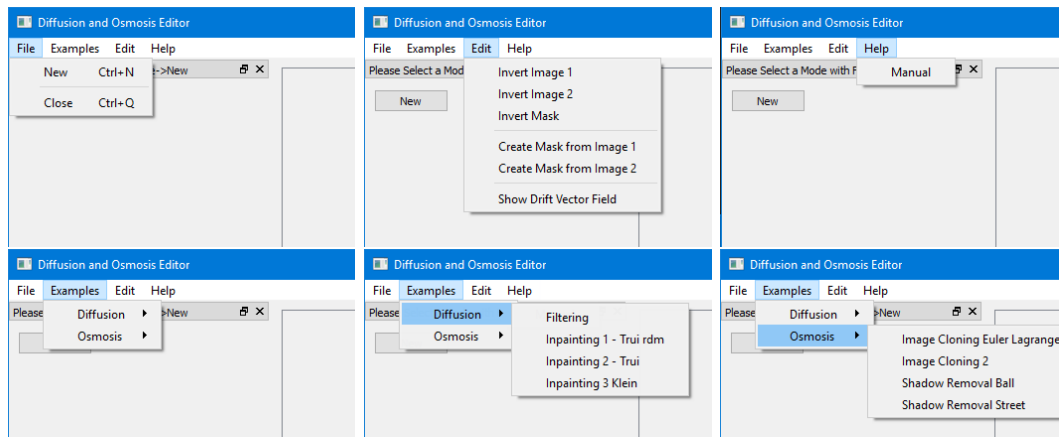 Diffusion and Osmosis Editor
File Examples Edit Help
New Ctrl+N
->New
Close Ctrl+Q
Diffusion and Osmosis Editor
File Examples Edit Help
Please Select a Mod
New
Invert Image 1
Invert Image 2
Invert Mask
Create Mask from Image 1
Create Mask from Image 2
Show Drift Vector Field
Diffusion and Osmosis Editor
File Examples Edit Help
Please Select a Mode with F
Manual
New
Diffusion and Osmosis Editor
File Examples Edit Help
Please
Diffusion
>New
Osmosis
Diffusion and Osmosis Editor
File Examples Edit Help
Please
Diffusion
Osmosis
Filtering
Inpainting 1 - Trui rdm
Inpainting 2 - Trui
Inpainting 3 Klein
Diffusion and Osmosis Editor
File Examples Edit Help
Please
Diffusion
>New
Osmosis
Image Cloning Euler Lagrange
Image Cloning 2
Shadow Removal Ball
Shadow Removal Street